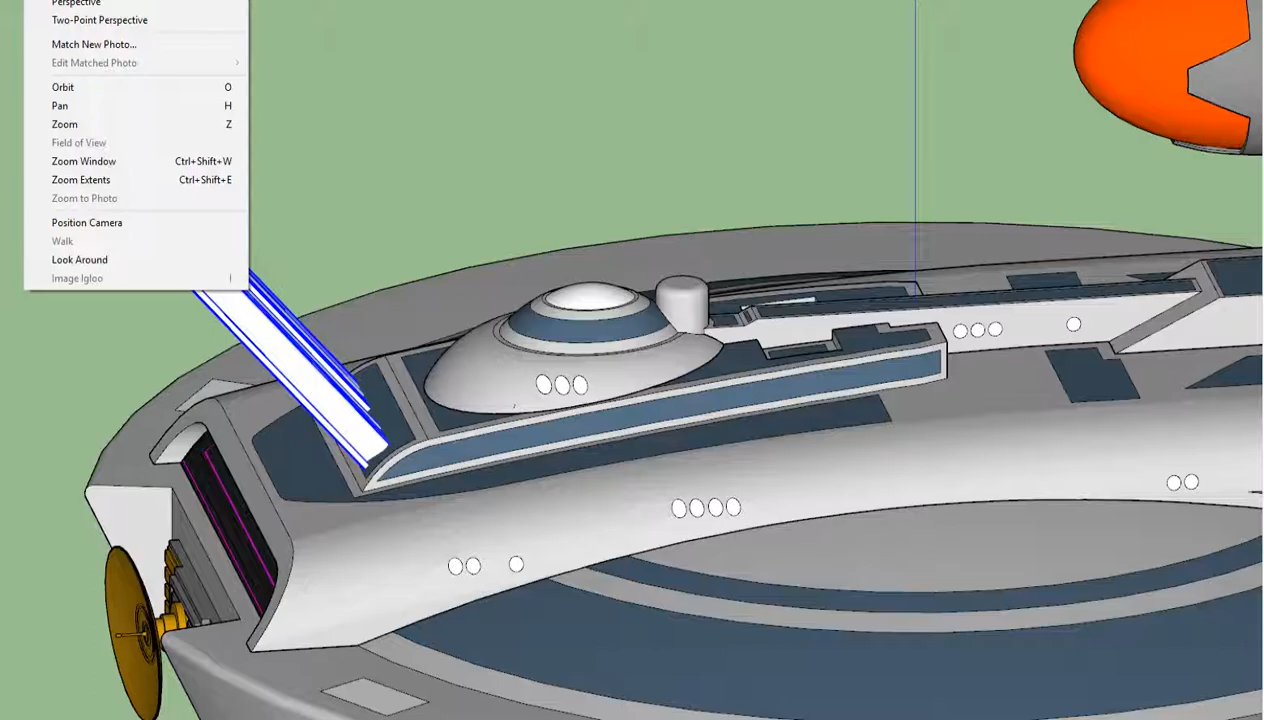 Perspective
Two-Point Perspective
Match New Photo...
Edit Matched Photo
Orbit O
Pan H
Zoom Z
Field of View
Zoom Window Ctrl+Shift+W
Zoom Extents Ctrl+Shift+E
Zoom to Photo
Position Camera
Walk
Look Around
Image Igloo I